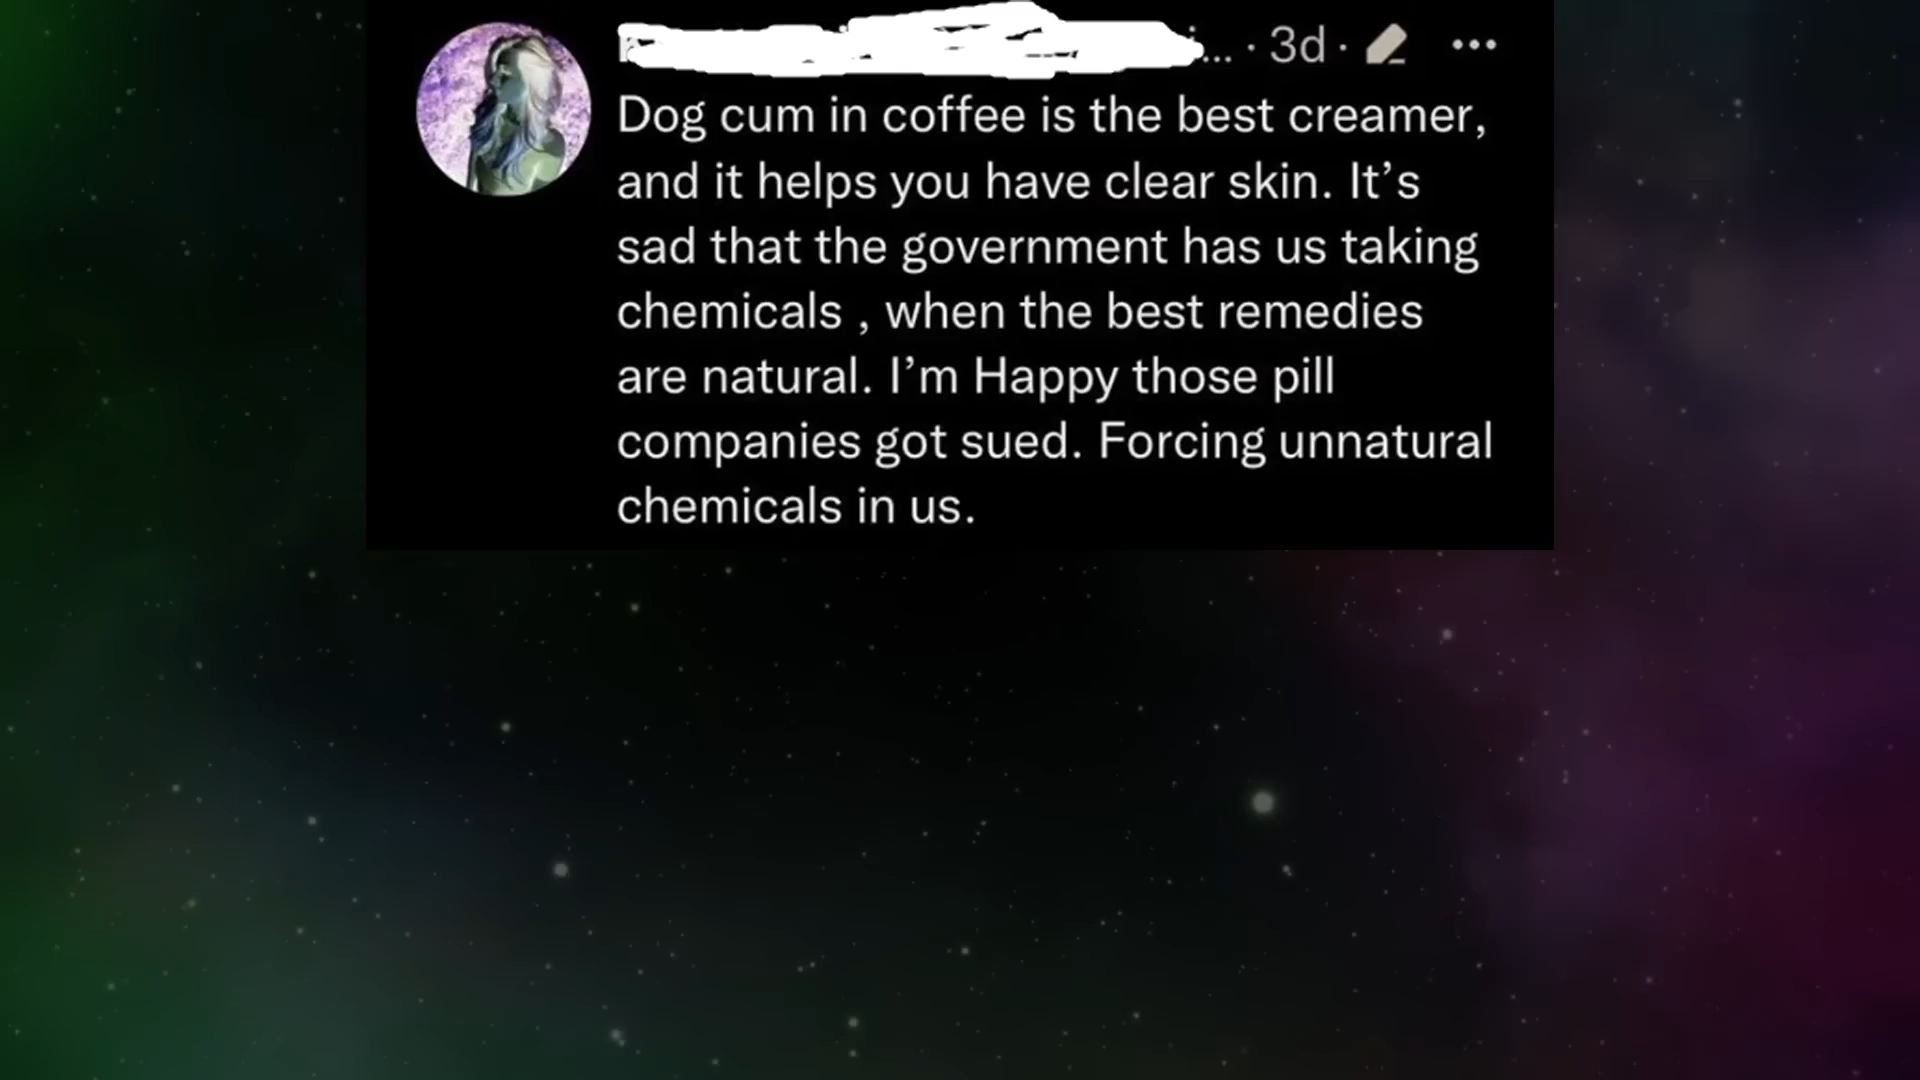 ... · 3d ·
Dog cum in coffee is the best creamer,
and it helps you have clear skin. It’s
sad that the government has us taking
chemicals , when the best remedies
are natural. I’m Happy those pill
companies got sued. Forcing unnatural
chemicals in us.